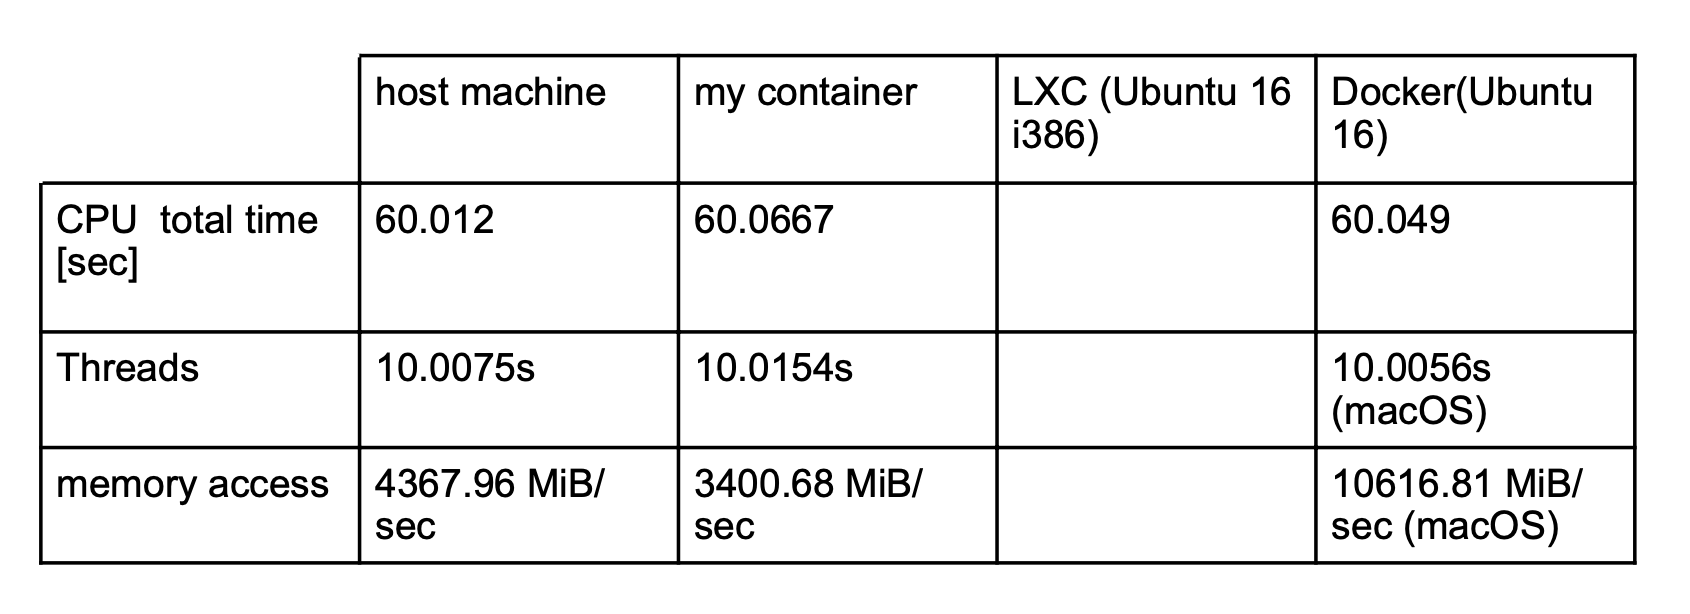 host machine
my container
LXC (Ubuntu 16
i386)
Docker(Ubuntu
16)
CPU  total time
[sec]
60.012
60.0667
60.049
Threads
10.0075s
10.0154s
10.0056s
(macOS)
memory access
4367.96 MiB/
sec
3400.68 MiB/
sec
10616.81 MiB/
sec (macOS)